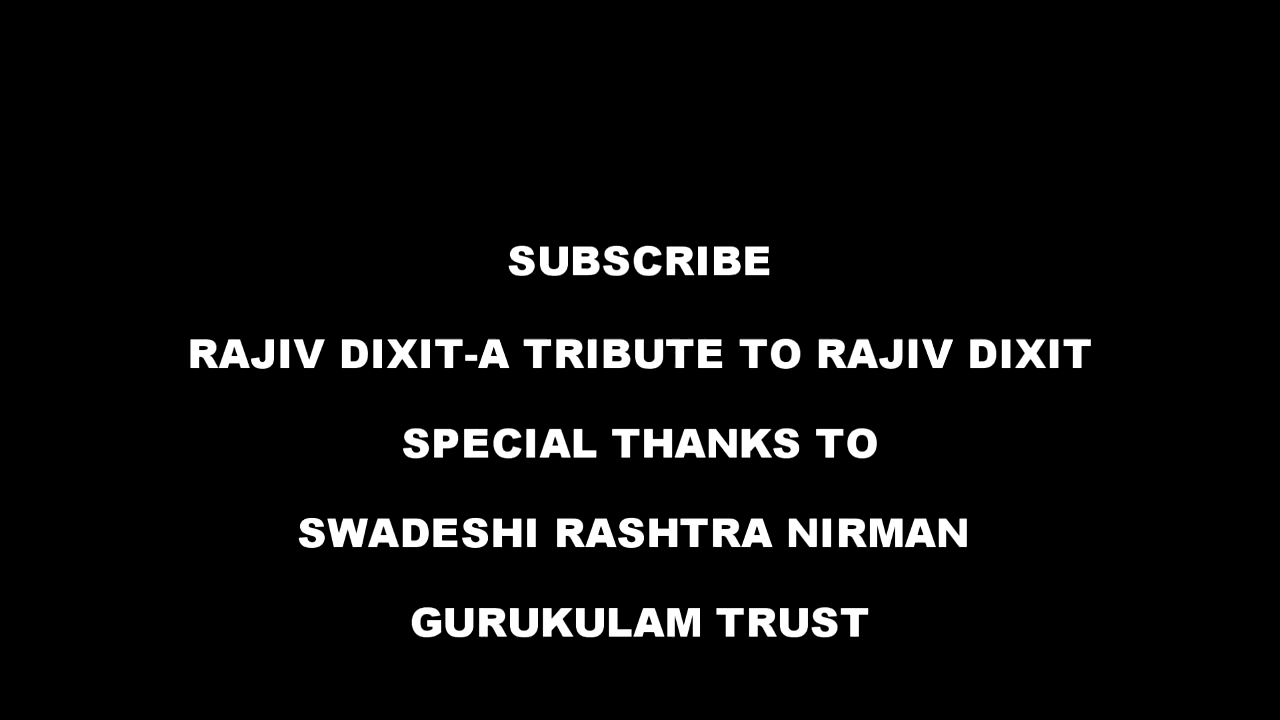 SUBSCRIBE
RAJIV DIXIT-A TRIBUTE TO RAJIV DIXIT
SPECIAL THANKS TO
SWADESHI RASHTRA NIRMAN
GURUKULAM TRUST